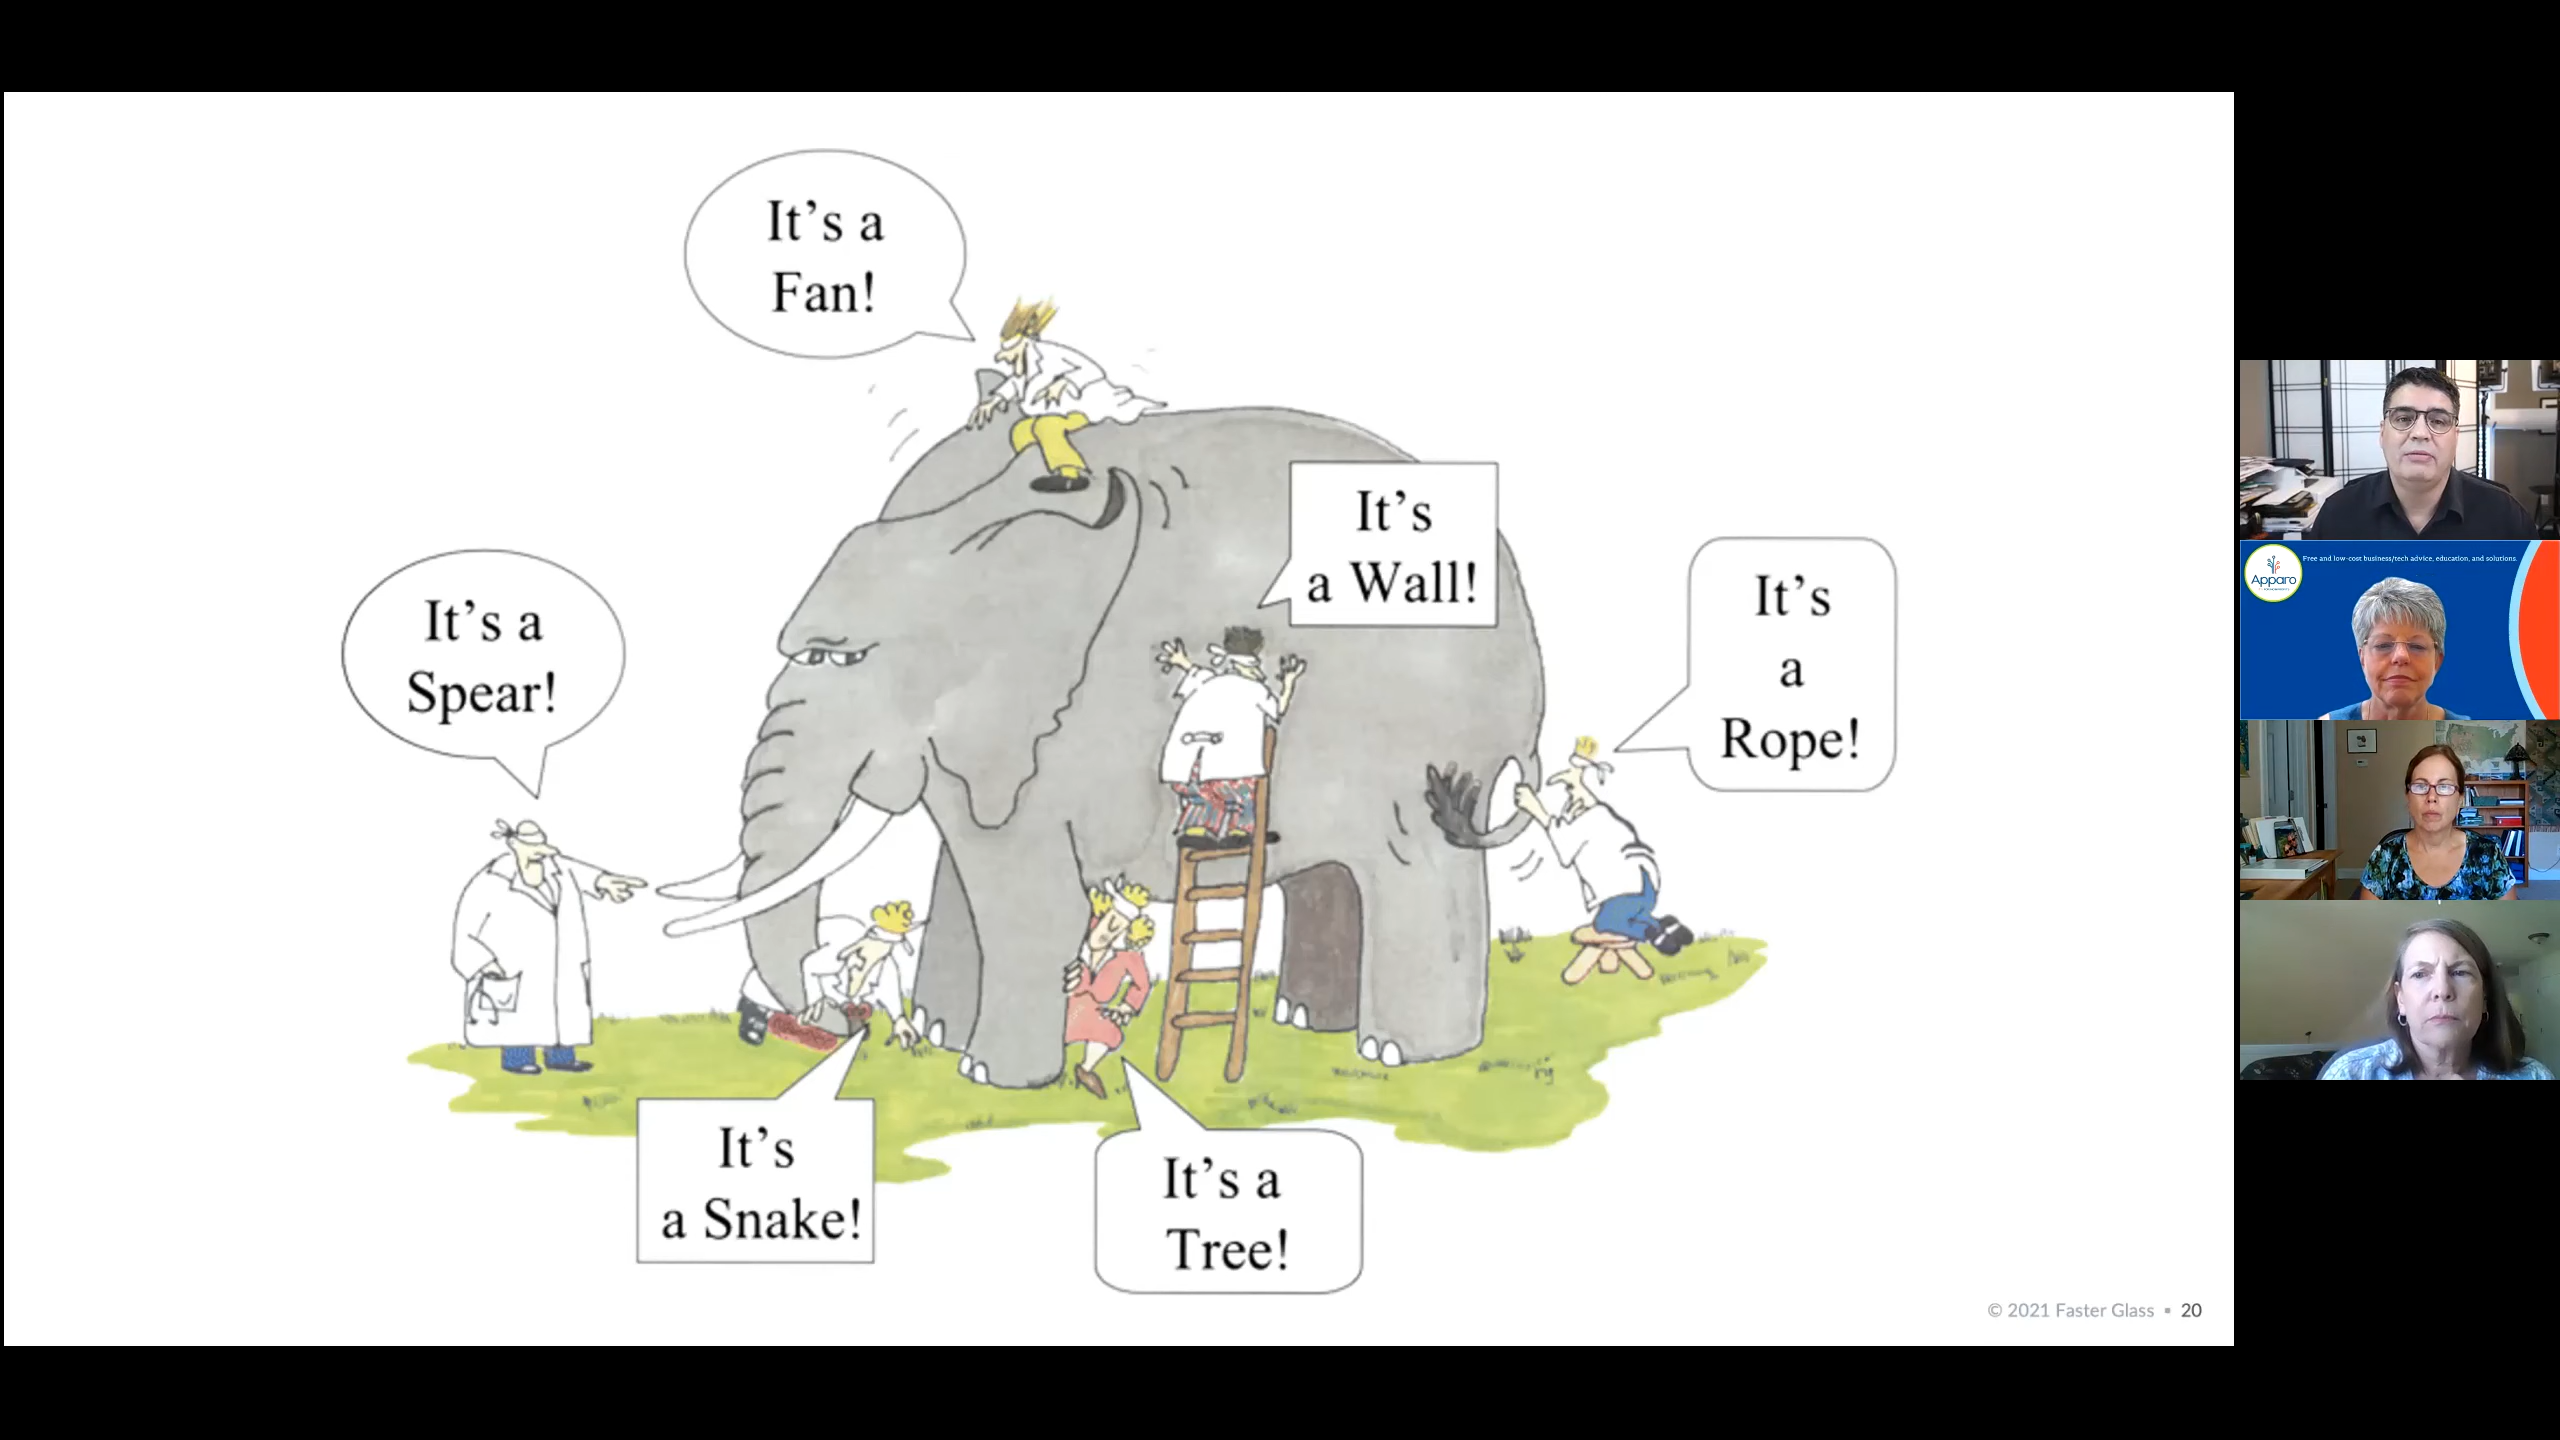 It's a
Fan!
It's
a Wall!
It's
a
Rope!
It's a
Spear!
It's
a Snake!
It's a
Tree!
© 2021 Faster Glass ▪ 20
Free and low-cost business/tech advice, education, and solutions.
Apparo